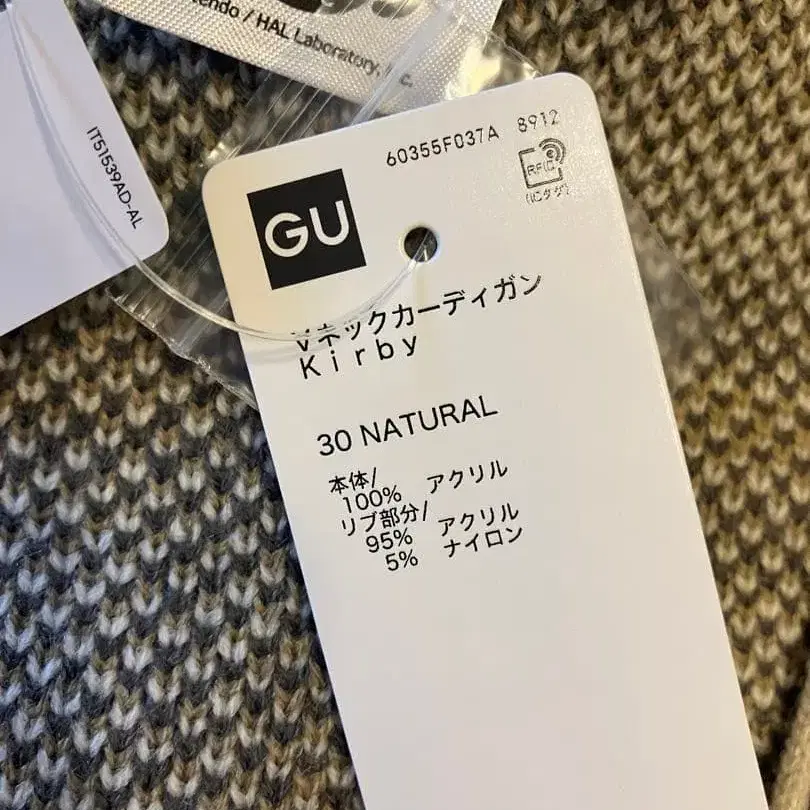 tendo / HAL Laboratory, Inc.
IT51539AD-AL
60355F037A 8912
RFID
(ICタグ)
GU
Vネックカーディガン
Kirby
30 NATURAL
本体/
100% アクリル
リブ部分/
95% アクリル
5% ナイロン